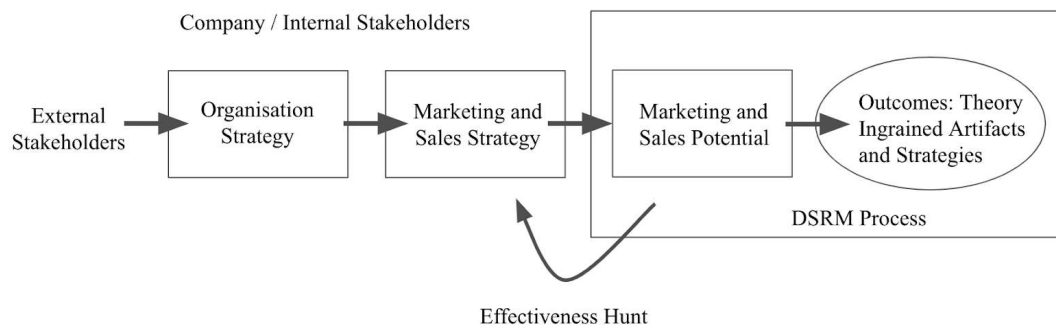 Company / Internal Stakeholders
External
Stakeholders
Organisation
Strategy
Marketing and
Sales Strategy
Marketing and
Sales Potential
Outcomes: Theory
Ingrained Artifacts
and Strategies
DSRM Process
Effectiveness Hunt